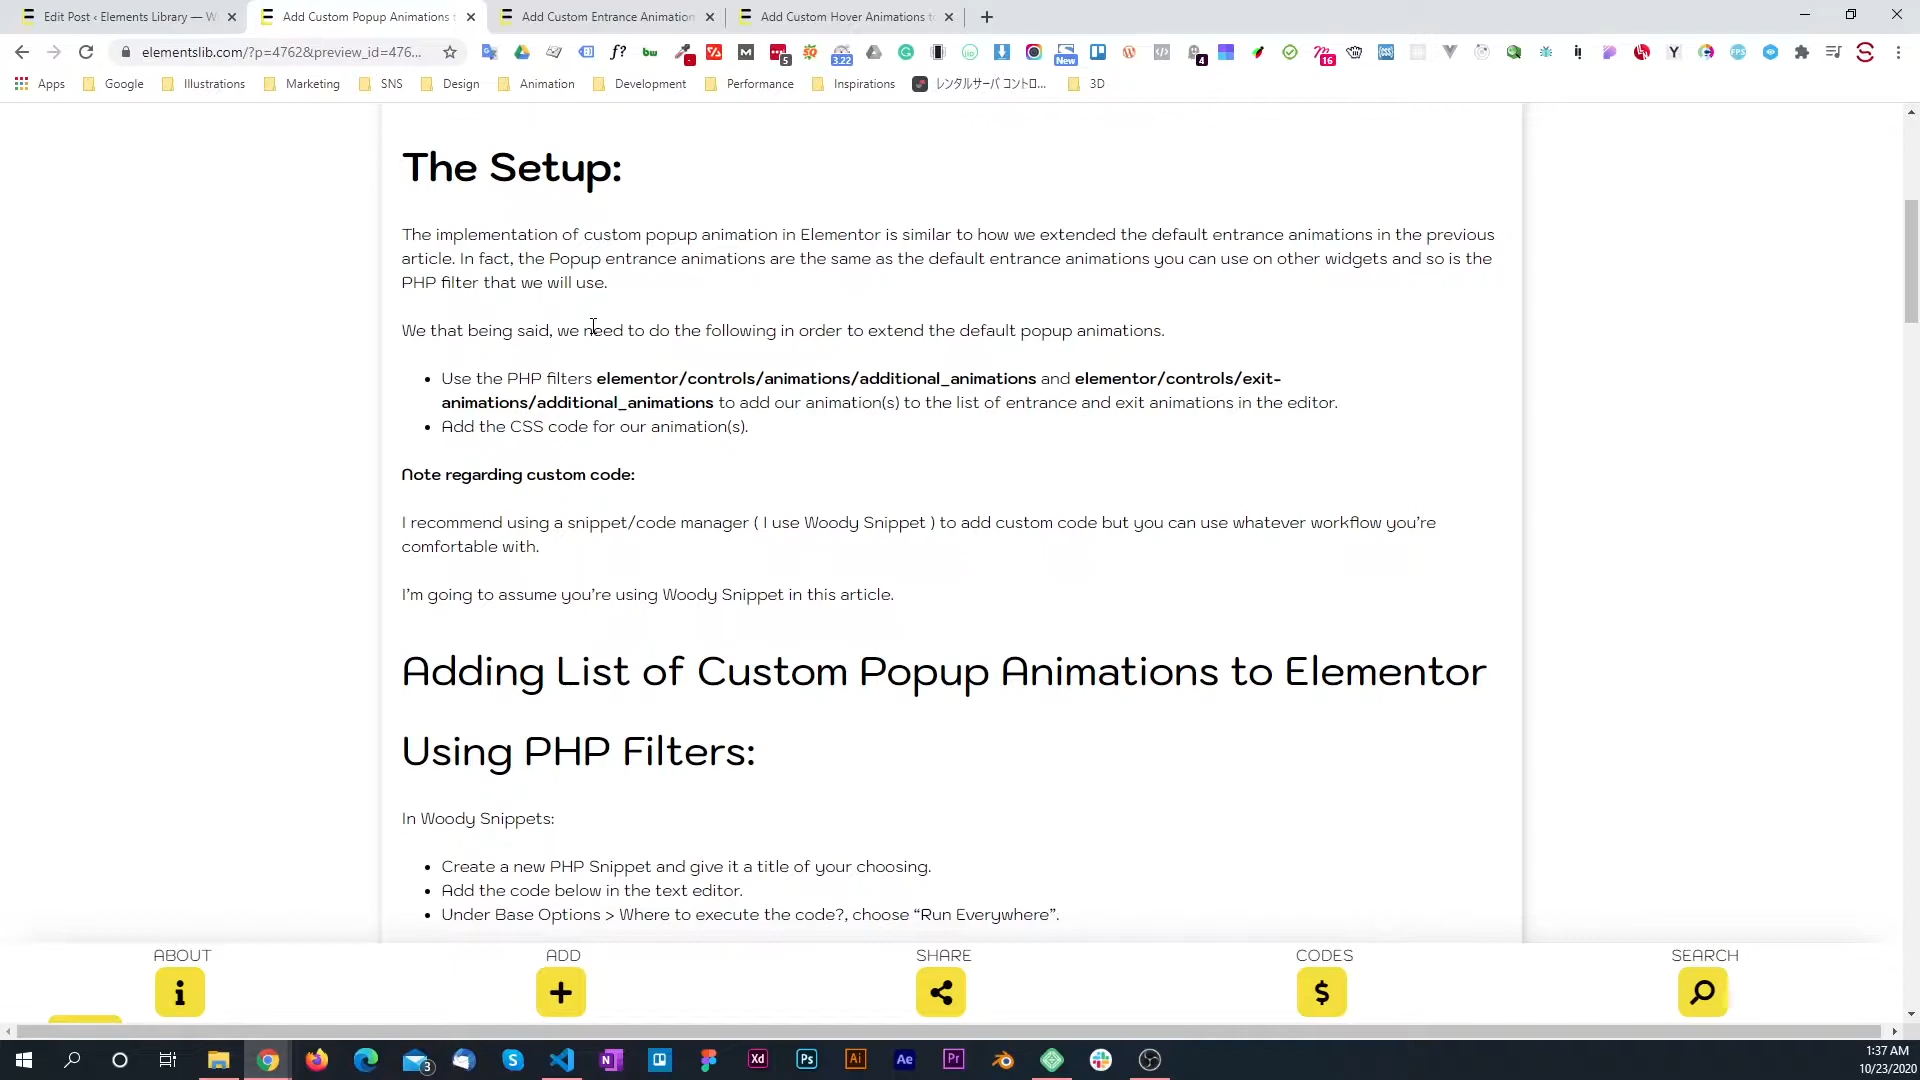 Edit Post ‹ Elements Library — W
Add Custom Popup Animations t
Add Custom Entrance Animation
Add Custom Hover Animations to
elementslib.com/?p=4762&preview_id=476...
Apps
Google
Illustrations
Marketing
SNS
Design
Animation
Development
Performance
Inspirations
レンタルサーバ コントロ...
3D
The Setup:
The implementation of custom popup animation in Elementor is similar to how we extended the default entrance animations in the previous
article. In fact, the Popup entrance animations are the same as the default entrance animations you can use on other widgets and so is the
PHP filter that we will use.
We that being said, we need to do the following in order to extend the default popup animations.
• Use the PHP filters elementor/controls/animations/additional_animations and elementor/controls/exit-
animations/additional_animations to add our animation(s) to the list of entrance and exit animations in the editor.
• Add the CSS code for our animation(s).
Note regarding custom code:
I recommend using a snippet/code manager ( I use Woody Snippet ) to add custom code but you can use whatever workflow you’re
comfortable with.
I’m going to assume you’re using Woody Snippet in this article.
Adding List of Custom Popup Animations to Elementor
Using PHP Filters:
In Woody Snippets:
• Create a new PHP Snippet and give it a title of your choosing.
• Add the code below in the text editor.
• Under Base Options > Where to execute the code?, choose “Run Everywhere”.
ABOUT
ADD
SHARE
CODES
SEARCH
1:37 AM
10/23/2020